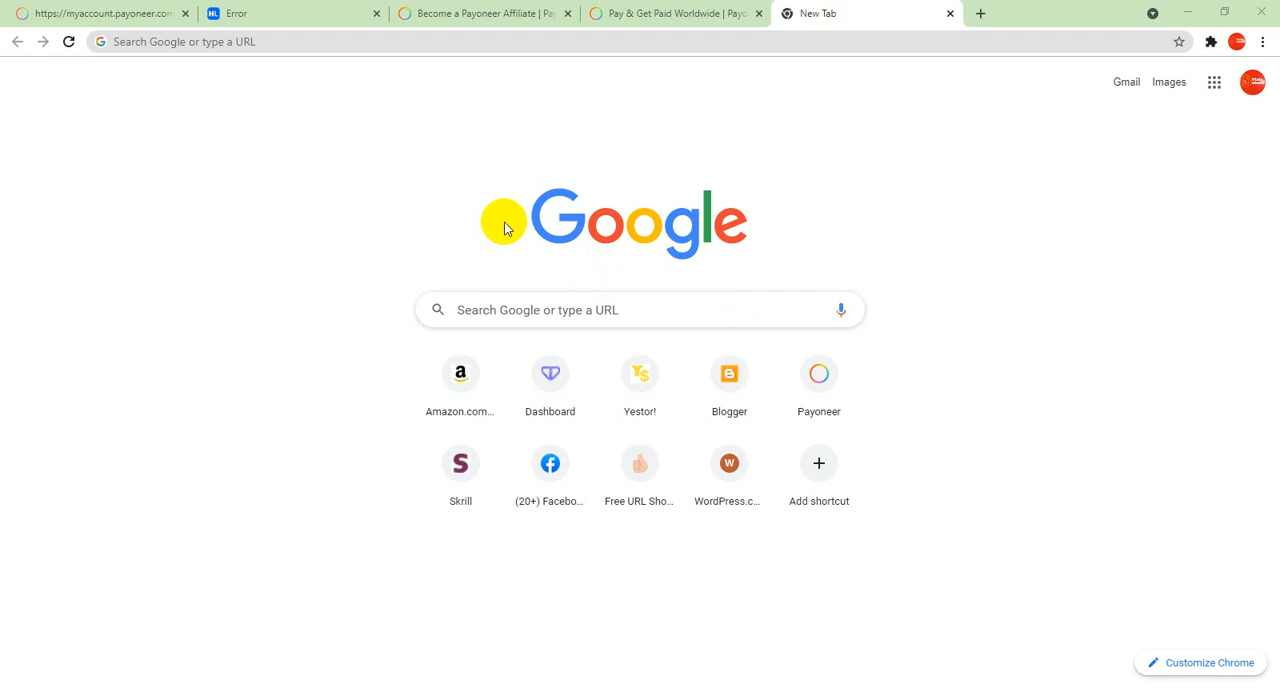 https://myaccount.payoneer.com
HL Error
Become a Payoneer Affiliate | Pay
Pay & Get Paid Worldwide | Payo
New Tab
Search Google or type a URL
Gmail Images
Google
Search Google or type a URL
a
Amazon.com... Dashboard Yestor! Blogger Payoneer
S W
Skrill (20+) Facebo... Free URL Sho... WordPress.c... Add shortcut
Customize Chrome